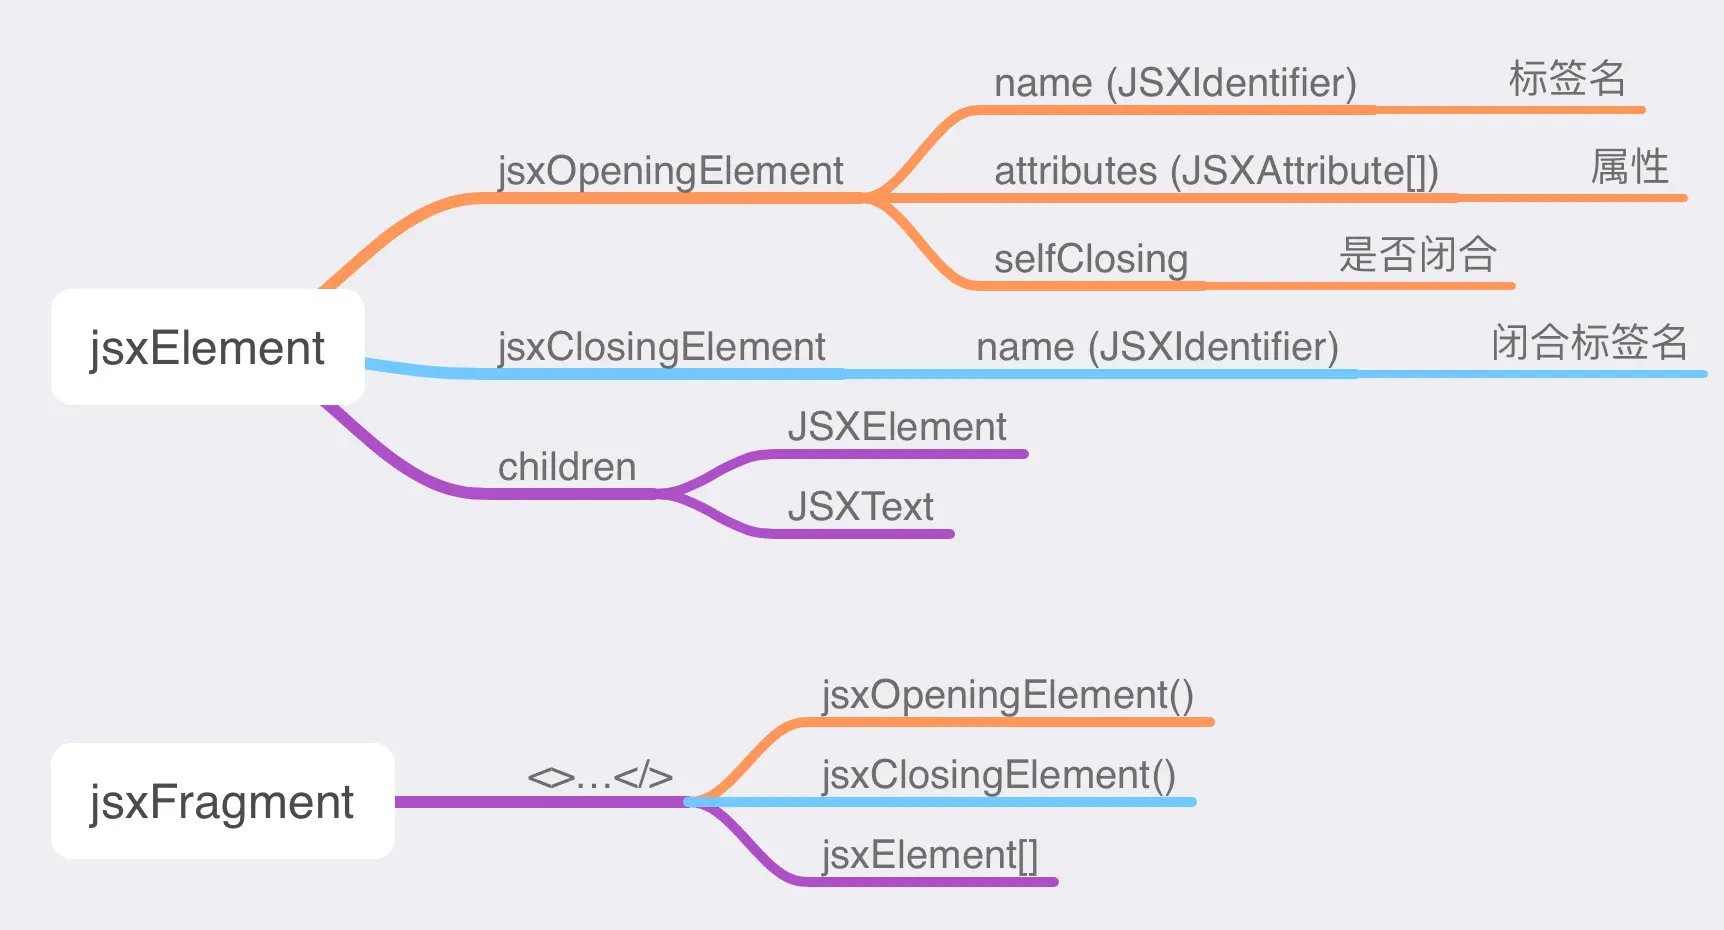 name (JSXIdentifier) 标签名
jsxOpeningElement attributes (JSXAttribute[]) 属性
selfClosing 是否闭合
jsxElement jsxClosingElement name (JSXIdentifier) 闭合标签名
JSXElement
children
JSXText
jsxOpeningElement()
jsxFragment <>...</> jsxClosingElement()
jsxElement[]